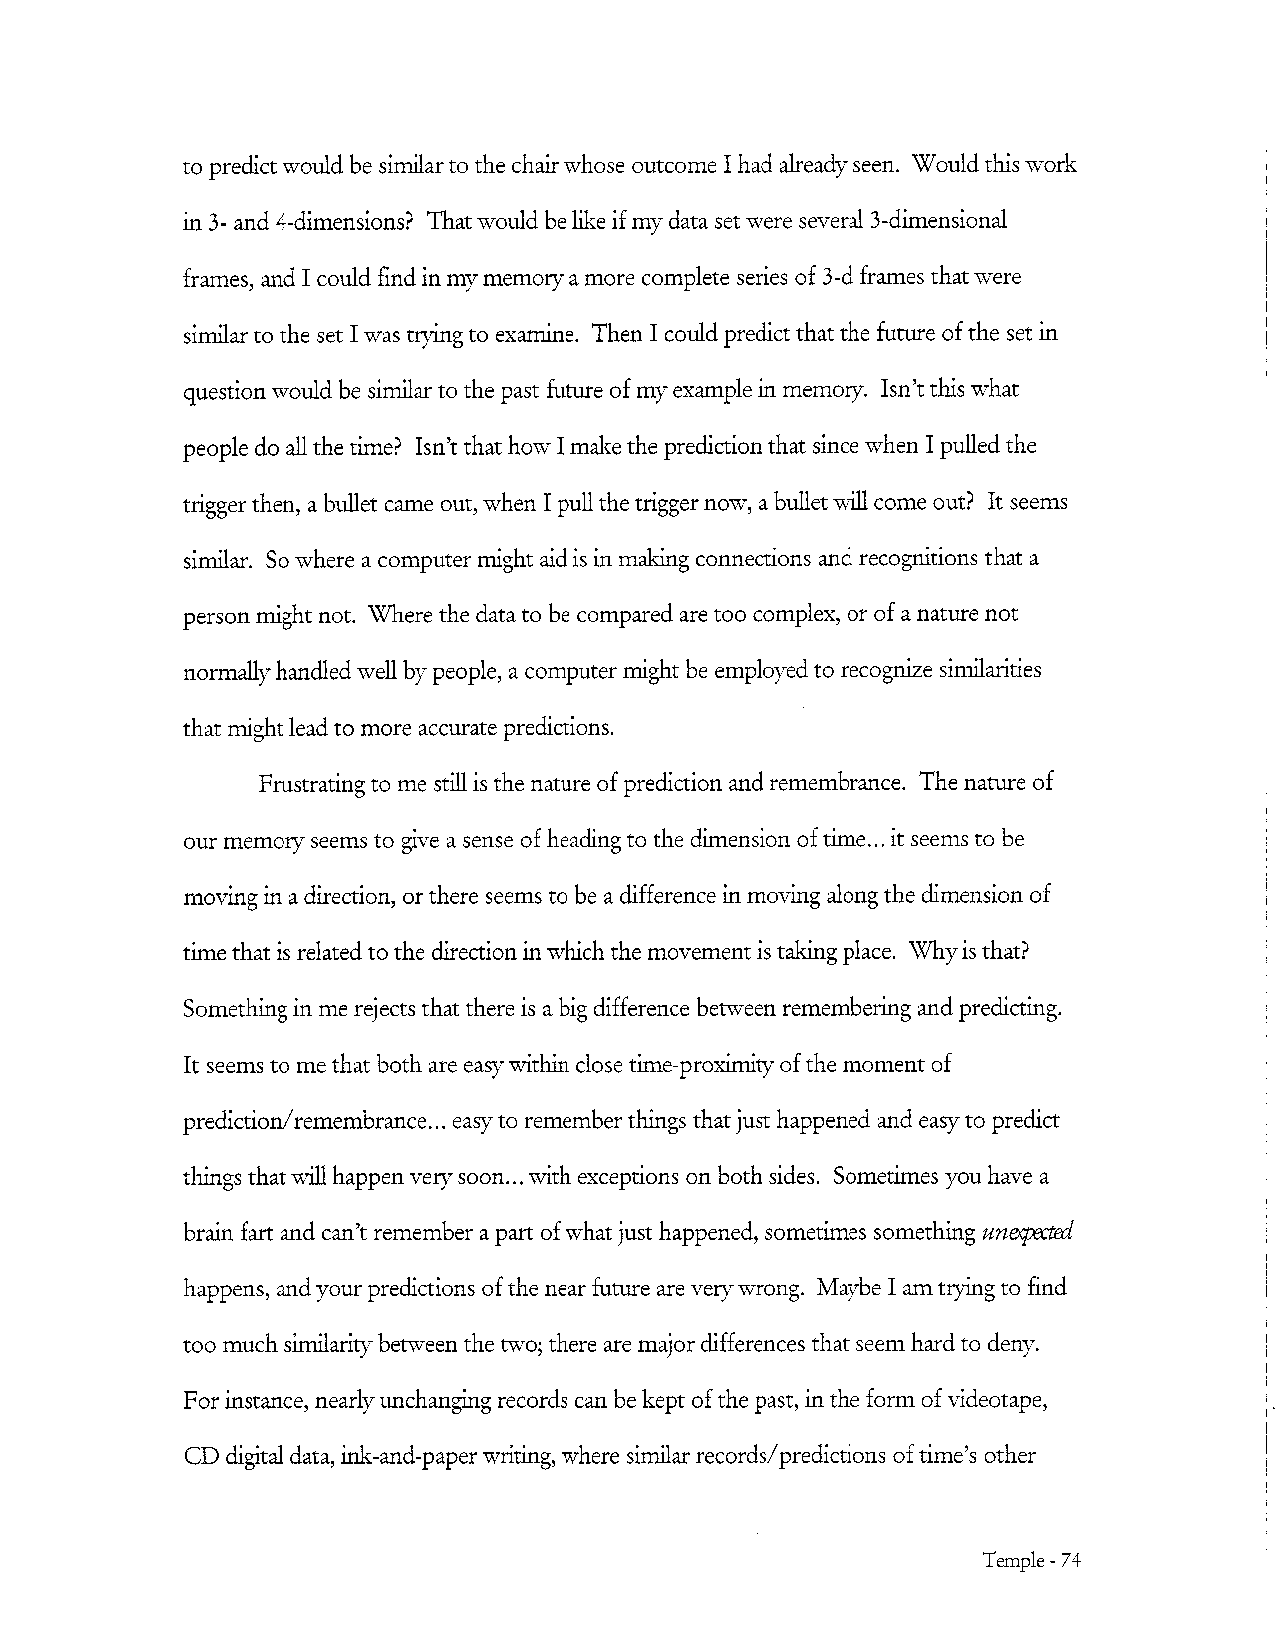 to predict would be similar to the chair whose outcome I had already seen.  Would this work
in 3- and 4-dimensions?  That would be like if my data set were several 3-dimensional
frames, and I could find in my memory a more complete series of 3-d frames that were
similar to the set I was trying to examine.  Then I could predict that the future of the set in
question would be similar to the past future of my example in memory.  Isn't this what
people do all the time?  Isn't that how I make the prediction that since when I pulled the
trigger then, a bullet came out, when I pull the trigger now, a bullet will come out?  It seems
similar.  So where a computer might aid is in making connections and recognitions that a
person might not.  Where the data to be compared are too complex, or of a nature not
normally handled well by people, a computer might be employed to recognize similarities
that might lead to more accurate predictions.
Frustrating to me still is the nature of prediction and remembrance.  The nature of
our memory seems to give a sense of heading to the dimension of time... it seems to be
moving in a direction, or there seems to be a difference in moving along the dimension of
time that is related to the direction in which the movement is taking place.  Why is that?
Something in me rejects that there is a big difference between remembering and predicting.
It seems to me that both are easy within close time-proximity of the moment of
prediction/remembrance... easy to remember things that just happened and easy to predict
things that will happen very soon... with exceptions on both sides.  Sometimes you have a
brain fart and can't remember a part of what just happened, sometimes something unexpected
happens, and your predictions of the near future are very wrong.  Maybe I am trying to find
too much similarity between the two; there are major differences that seem hard to deny.
For instance, nearly unchanging records can be kept of the past, in the form of videotape,
CD digital data, ink-and-paper writing, where similar records/predictions of time's other
Temple - 74